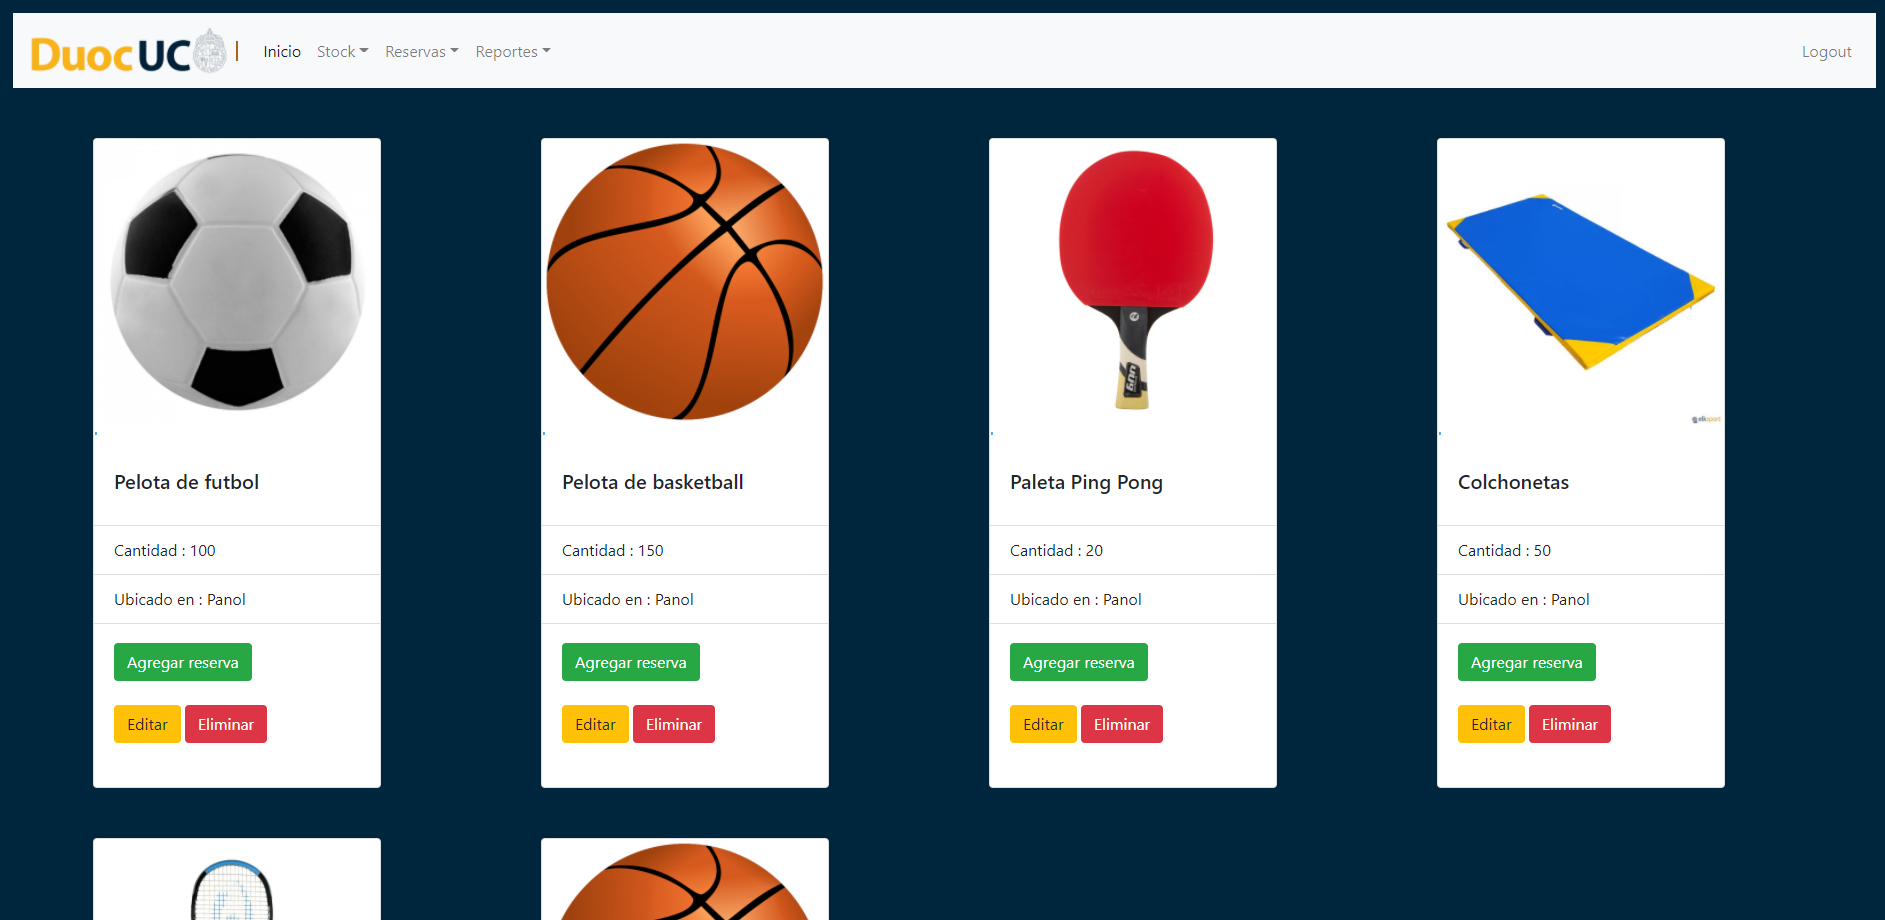 Duoc UC | Inicio Stock Reservas Reportes Logout
Pelota de futbol
Cantidad : 100
Ubicado en : Panol
Agregar reserva
Editar Eliminar
Pelota de basketball
Cantidad : 150
Ubicado en : Panol
Agregar reserva
Editar Eliminar
Paleta Ping Pong
Cantidad : 20
Ubicado en : Panol
Agregar reserva
Editar Eliminar
Colchonetas
Cantidad : 50
Ubicado en : Panol
Agregar reserva
Editar Eliminar